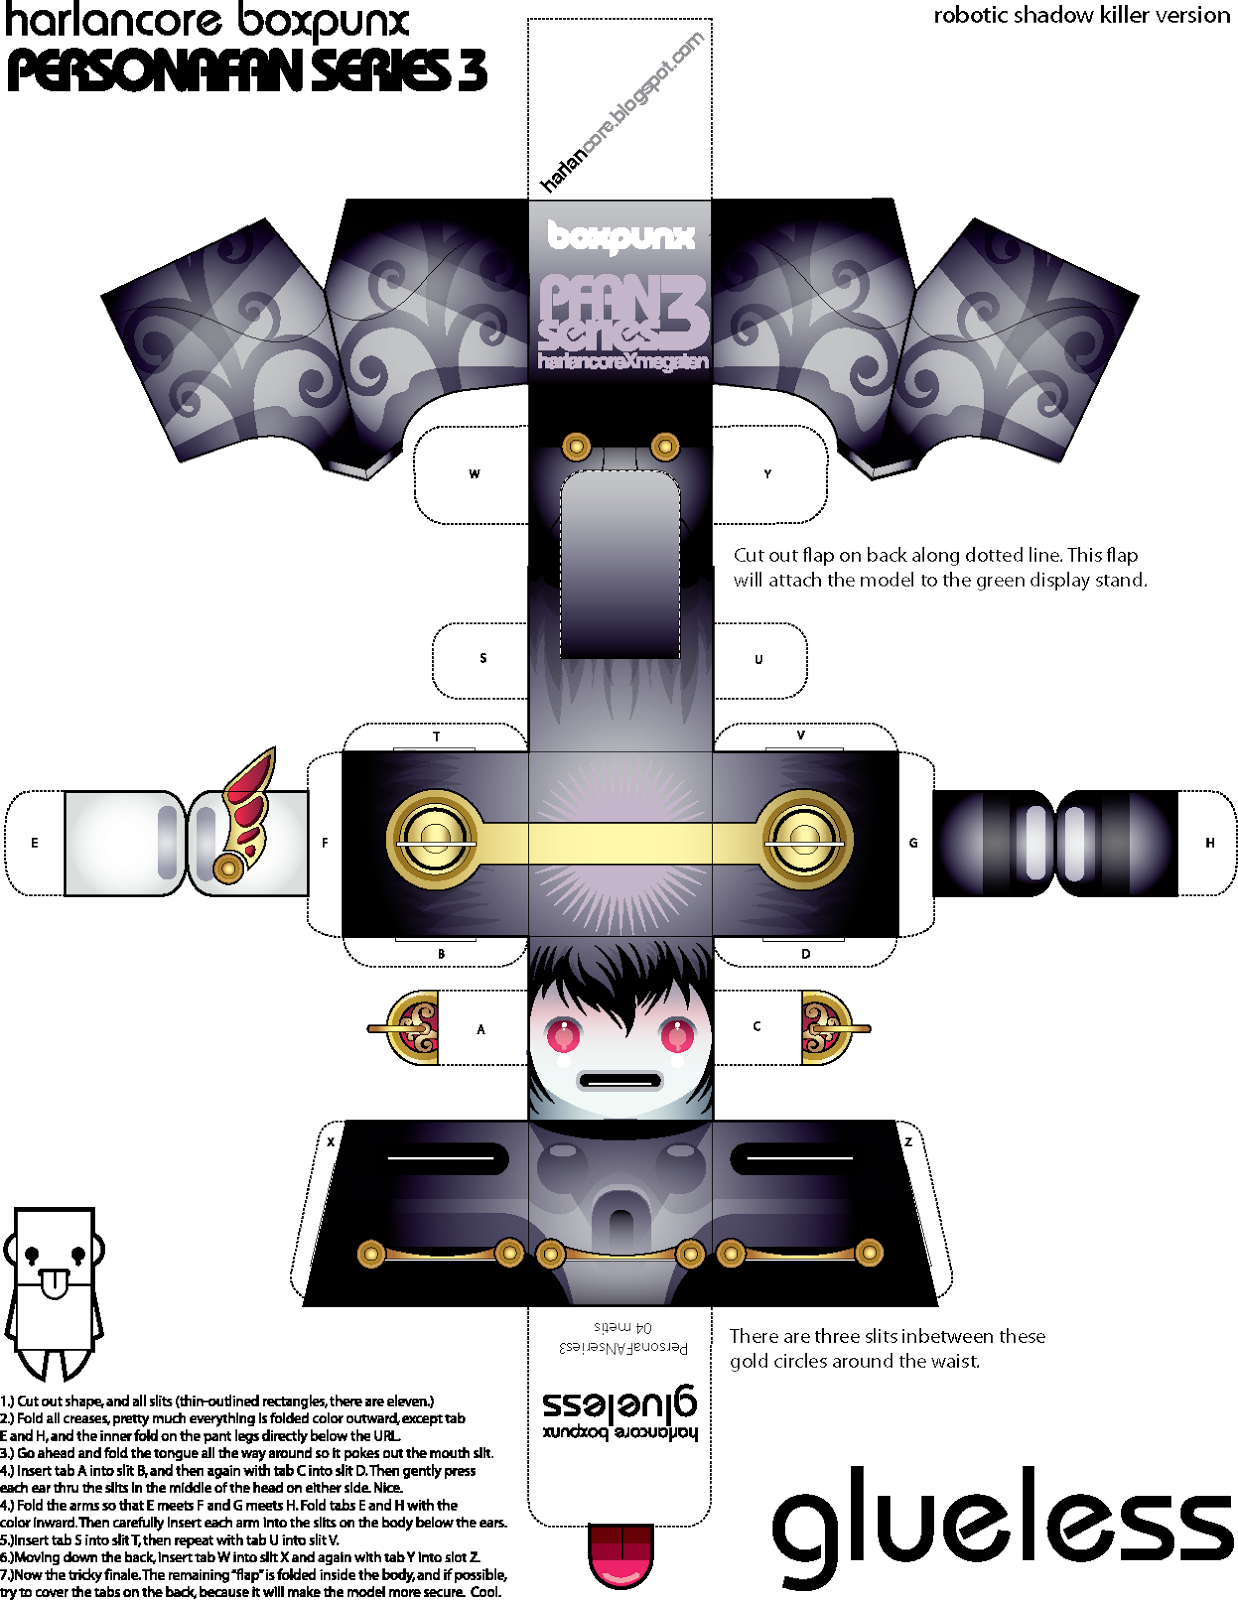 harlancore boxpunx
PERSONAFAN SERIES 3
robotic shadow killer version
harlancore.blogspot.com
boxpunx
PFAN 3
series
harlancoreXmegaten
W
Y
Cut out flap on back along dotted line. This flap
will attach the model to the green display stand.
S
U
T
V
E
F
G
H
B
D
A
C
X
Z
There are three slits inbetween these
gold circles around the waist.
PersonaFANseries3
04 metis
glueless
harlancore boxpunx
1.) Cut out shape, and all slits (thin-outlined rectangles, there are eleven.)
2.) Fold all creases, pretty much everything is folded color outward, except tab
E and H, and the inner fold on the pant legs directly below the URL.
3.) Go ahead and fold the tongue all the way around so it pokes out the mouth slit.
4.) Insert tab A into slit B, and then again with tab C into slit D. Then gently press
each ear thru the slits in the middle of the head on either side. Nice.
4.) Fold the arms so that E meets F and G meets H. Fold tabs E and H with the
color inward. Then carefully insert each arm into the slits on the body below the ears.
5.)Insert tab S into slit T, then repeat with tab U into slit V.
6.)Moving down the back, insert tab W into slit X and again with tab Y into slot Z.
7.)Now the tricky finale. The remaining "flap" is folded inside the body, and if possible,
try to cover the tabs on the back, because it will make the model more secure. Cool.
glueless